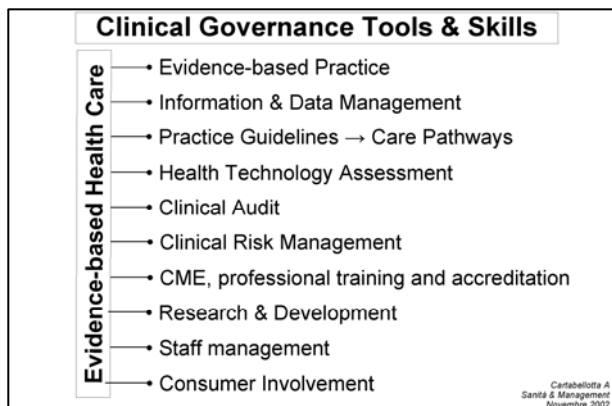 Clinical Governance Tools & Skills
Evidence-based Health Care
• Evidence-based Practice
• Information & Data Management
• Practice Guidelines → Care Pathways
• Health Technology Assessment
• Clinical Audit
• Clinical Risk Management
• CME, professional training and accreditation
• Research & Development
• Staff management
• Consumer Involvement
Cartabellotta A
Sanità & Management
Novembre 2002